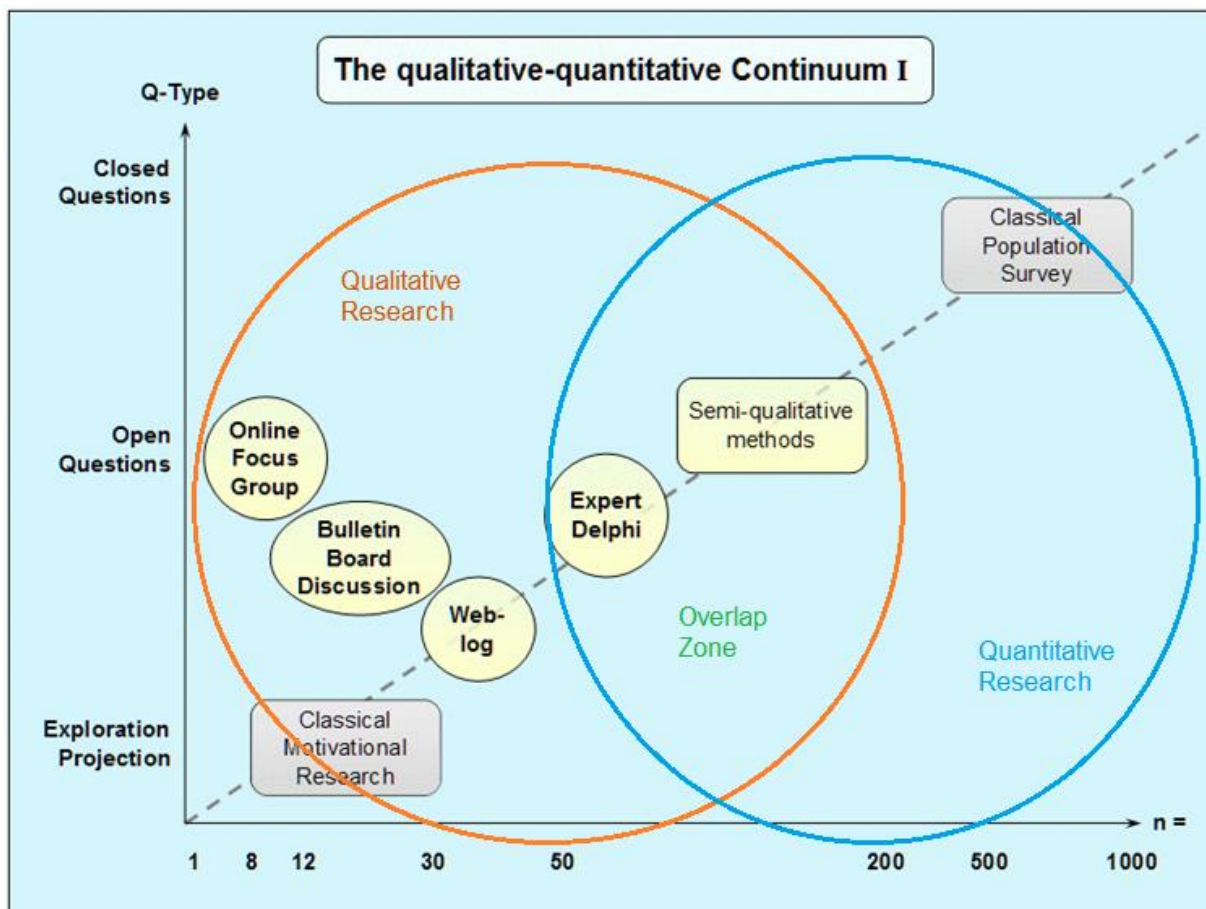 The qualitative-quantitative Continuum I
Q-Type
Closed
Questions
Classical
Population
Survey
Qualitative
Research
Semi-qualitative
methods
Open
Questions
Online
Focus
Group
Expert
Delphi
Bulletin
Board
Discussion
Web-
log
Overlap
Zone
Quantitative
Research
Exploration
Projection
Classical
Motivational
Research
n =
1 8 12 30 50 200 500 1000